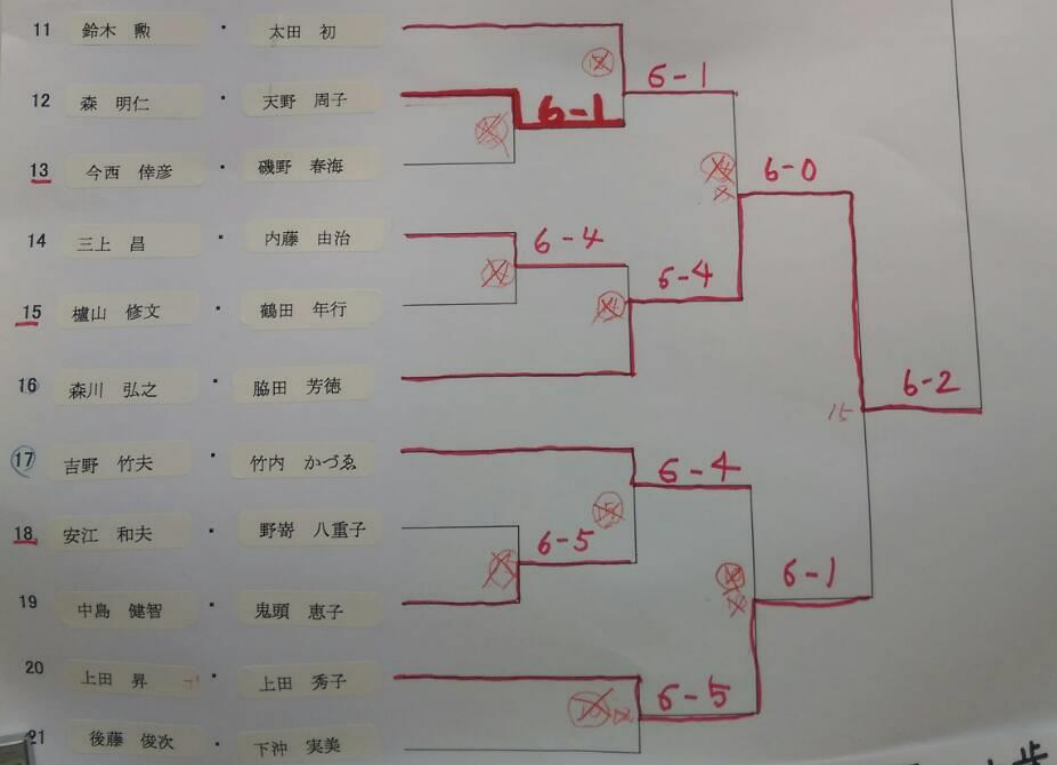 11 鈴木 勲 ・ 太田 初
6-1
12 森 明仁 ・ 天野 周子
6-1
13 今西 倖彦 ・ 磯野 春海
6-0
14 三上 昌 ・ 内藤 由治
6-4
15 櫨山 修文 ・ 鶴田 年行
6-4
16 森川 弘之 ・ 脇田 芳徳
6-2
15
17 吉野 竹夫 ・ 竹内 かづゑ
6-4
18 安江 和夫 ・ 野嵜 八重子
6-5
19 中島 健智 ・ 鬼頭 恵子
6-1
20 上田 昇 ・ 上田 秀子
6-5
21 後藤 俊次 ・ 下沖 実美